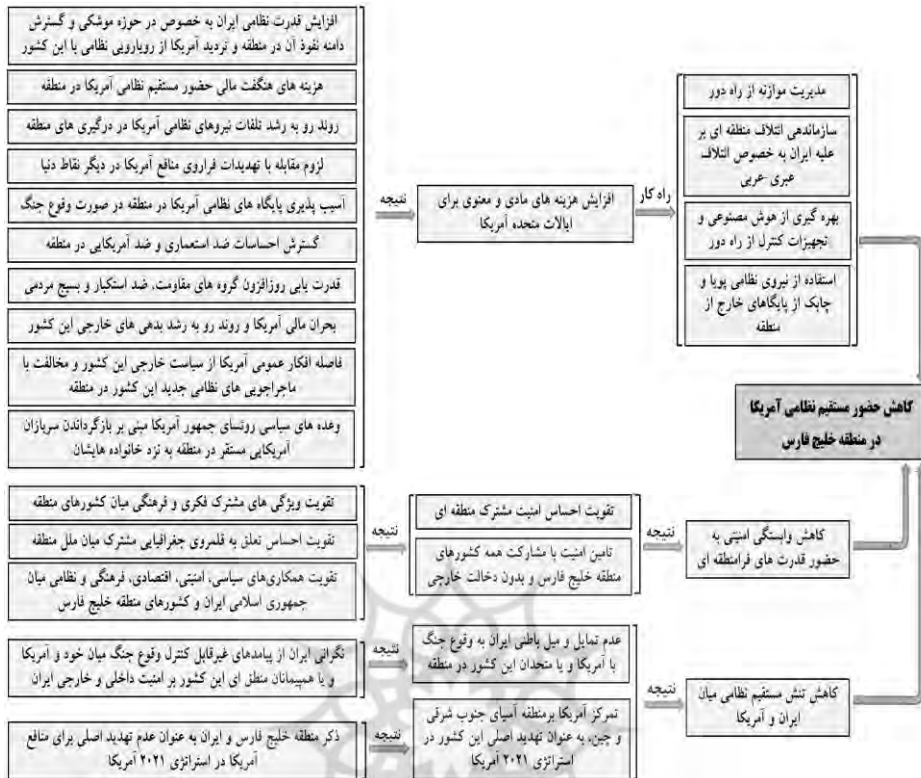 افزایش قدرت نظامی ایران به خصوص در حوزه موشکی و گسترش
دامنه نفوذ آن در منطقه و تردید آمریکا از رویارویی نظامی با این کشور
هزینه های هنگفت مالی حضور مستقیم نظامی آمریکا در منطقه
روند رو به رشد تلفات نیروهای نظامی آمریکا در درگیری های منطقه
لزوم مقابله با تهدیدات فراروی منافع آمریکا در دیگر نقاط دنیا
آسیب پذیری پایگاه های نظامی آمریکا در منطقه در صورت وقوع جنگ
گسترش احساسات ضد استعماری و ضد آمریکایی در منطقه
قدرت یابی روزافزون گروه های مقاومت، ضد استکبار و بسیج مردمی
بحران مالی آمریکا و روند رو به رشد بدهی های خارجی این کشور
فاصله افکار عمومی آمریکا از سیاست خارجی این کشور و مخالفت با
ماجراجویی های نظامی جدید این کشور در منطقه
وعده های سیاسی روسای جمهور آمریکا مبنی بر بازگرداندن سربازان
آمریکایی مستقر در منطقه به نزد خانواده هایشان
نتیجه
افزایش هزینه های مادی و معنوی برای
ایالات متحده آمریکا
راه کار
مدیریت موازنه از راه دور
سازماندهی ائتلاف منطقه ای بر
علیه ایران به خصوص ائتلاف
عبری-عربی
بهره گیری از هوش مصنوعی و
تجهیزات کنترل از راه دور
استفاده از نیروی نظامی پویا و
چابک از پایگاهای خارج از
منطقه
کاهش حضور مستقیم نظامی آمریکا
در منطقه خلیج فارس
تقویت ویژگی های مشترک فکری و فرهنگی میان کشورهای منطقه
تقویت احساس تعلق به قلمروی جغرافیایی مشترک میان ملل منطقه
تقویت همکاری‌های سیاسی، امنیتی، اقتصادی، فرهنگی و نظامی میان
جمهوری اسلامی ایران و کشورهای منطقه خلیج فارس
نتیجه
تقویت احساس امنیت مشترک منطقه ای
تامین امنیت با مشارکت همه کشورهای
منطقه خلیج فارس و بدون دخالت خارجی
نتیجه
کاهش وابستگی امنیتی به
حضور قدرت های فرامنطقه ای
نگرانی ایران از پیامدهای غیرقابل کنترل وقوع جنگ میان خود و آمریکا
و یا همپیمانان منطق ای این کشور بر امنیت داخلی و خارجی ایران
نتیجه
عدم تمایل و میل باطنی ایران به وقوع جنگ
با آمریکا و یا متحدان این کشور در منطقه
ذکر منطقه خلیج فارس و ایران به عنوان عدم تهدید اصلی برای منافع
آمریکا در استراتژی ۲۰۲۱ آمریکا
نتیجه
تمرکز آمریکا برمنطقه آسیای جنوب شرقی
و چین، به عنوان تهدید اصلی این کشور در
استراتژی ۲۰۲۱ آمریکا
نتیجه
کاهش تنش مستقیم نظامی میان
ایران و آمریکا